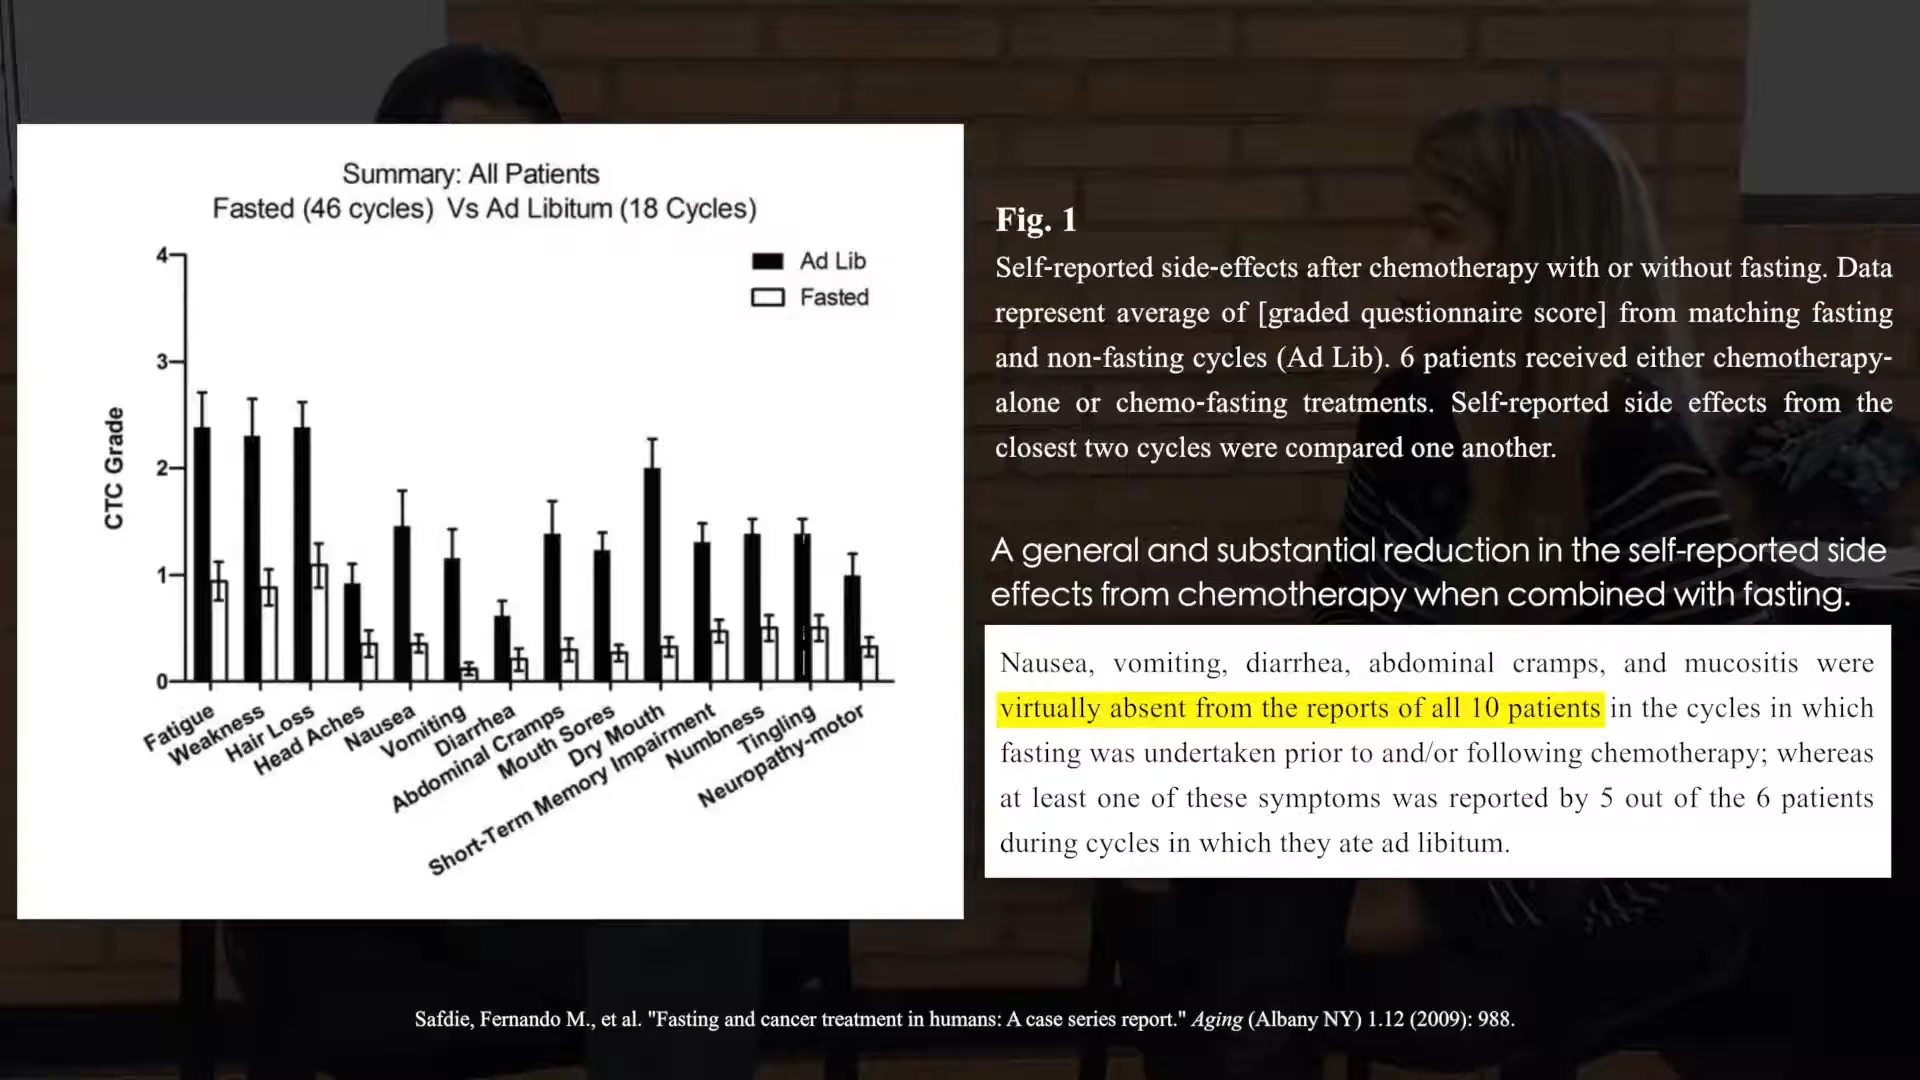 Summary: All Patients
Fasted (46 cycles) Vs Ad Libitum (18 Cycles)
Ad Lib
Fasted
CTC Grade
4
3
2
1
0
Fatigue
Weakness
Hair Loss
Head Aches
Nausea
Vomiting
Diarrhea
Abdominal Cramps
Mouth Sores
Dry Mouth
Short-Term Memory Impairment
Numbness
Tingling
Neuropathy-motor
Fig. 1
Self-reported side-effects after chemotherapy with or without fasting. Data
represent average of [graded questionnaire score] from matching fasting
and non-fasting cycles (Ad Lib). 6 patients received either chemotherapy-
alone or chemo-fasting treatments. Self-reported side effects from the
closest two cycles were compared one another.
A general and substantial reduction in the self-reported side
effects from chemotherapy when combined with fasting.
Nausea, vomiting, diarrhea, abdominal cramps, and mucositis were
virtually absent from the reports of all 10 patients in the cycles in which
fasting was undertaken prior to and/or following chemotherapy; whereas
at least one of these symptoms was reported by 5 out of the 6 patients
during cycles in which they ate ad libitum.
Safdie, Fernando M., et al. "Fasting and cancer treatment in humans: A case series report." Aging (Albany NY) 1.12 (2009): 988.